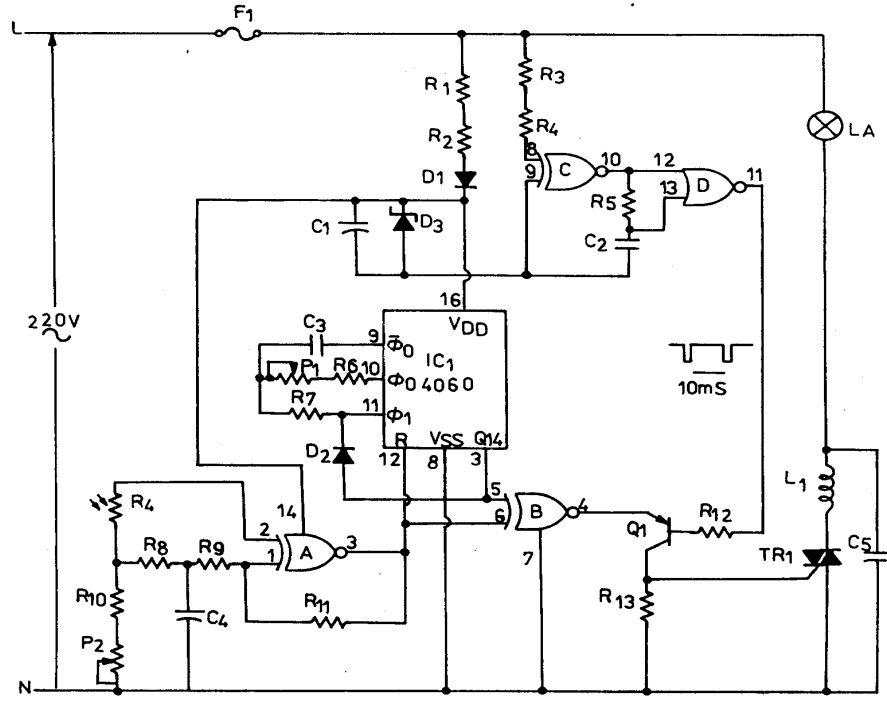 L
F1
R1
R3
R2
R4
LA
D1
8
9
C
10
12
13
D
11
R5
C1
D3
C2
220V
16
VDD
C3
9
Φ̅0
IC1
P1
R6
10
Φ0
4060
10mS
R7
11
Φ1
D2
R
VSS
Q14
12
8
3
L1
R4
14
5
6
B
4
Q1
R12
2
1
A
3
7
TR1
C5
R8
R9
R10
C4
R11
R13
P2
N